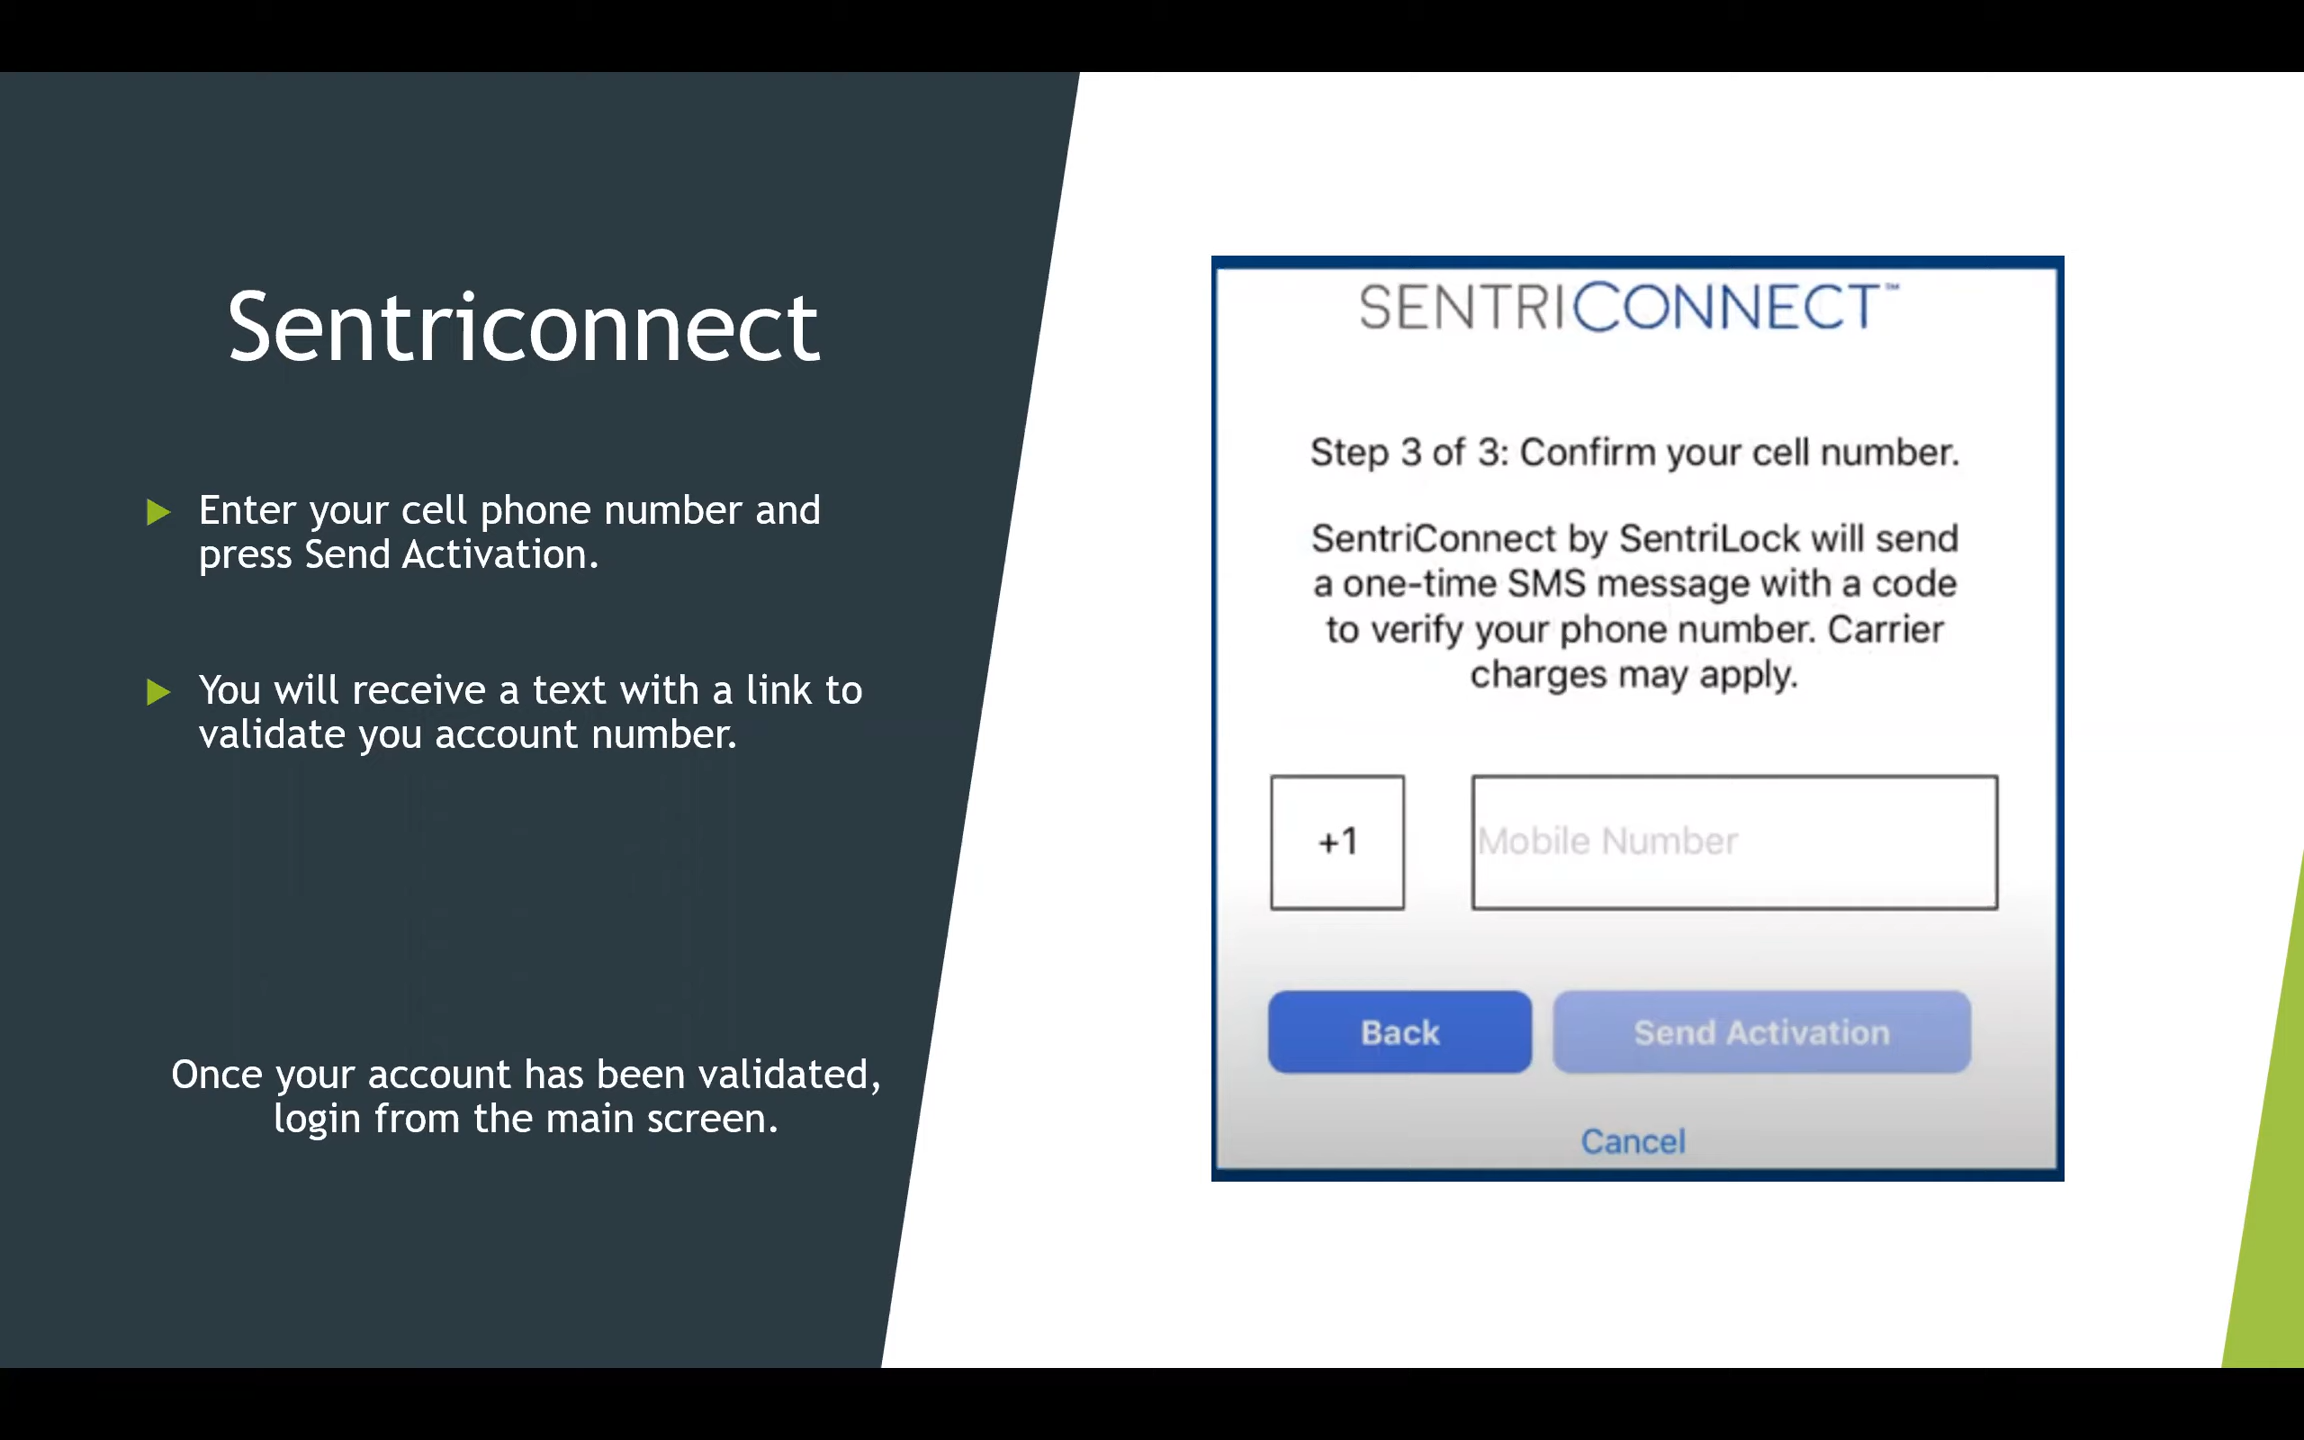 Sentriconnect
Enter your cell phone number and
press Send Activation.
You will receive a text with a link to
validate you account number.
Once your account has been validated,
login from the main screen.
SENTRICONNECT™
Step 3 of 3: Confirm your cell number.
SentriConnect by SentriLock will send
a one-time SMS message with a code
to verify your phone number. Carrier
charges may apply.
+1
Mobile Number
Back
Send Activation
Cancel